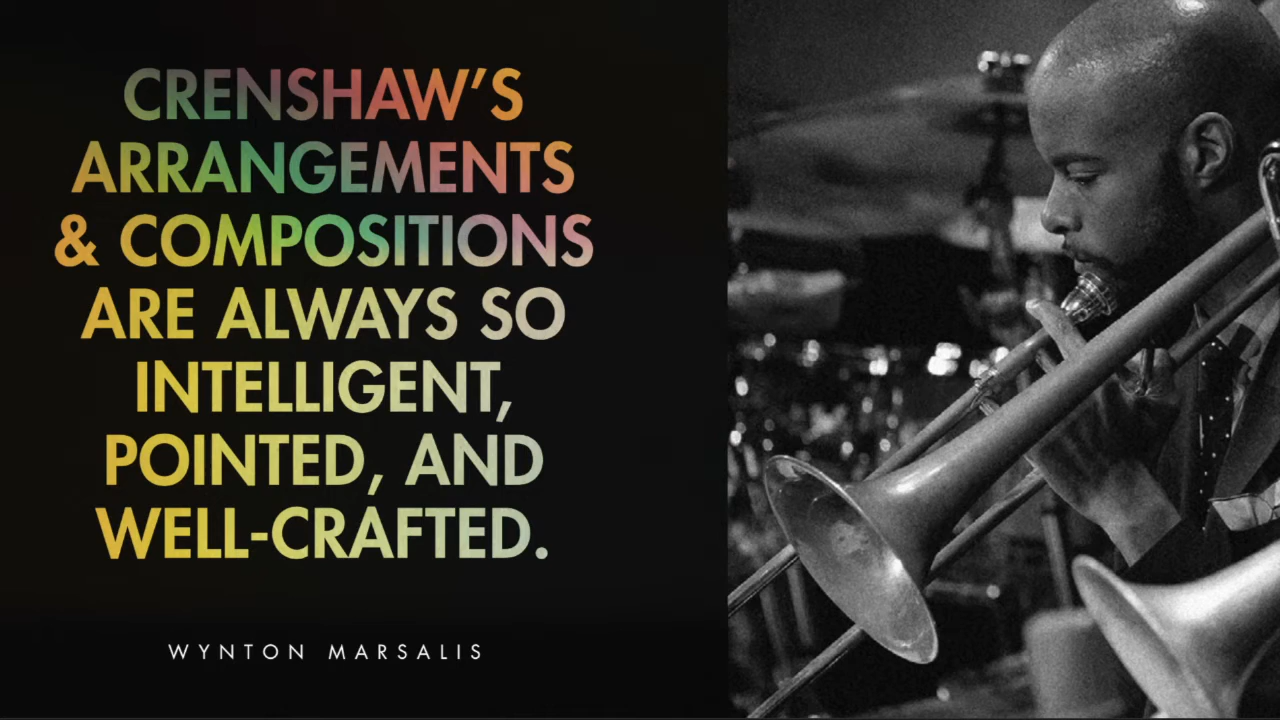 CRENSHAW’S
ARRANGEMENTS
& COMPOSITIONS
ARE ALWAYS SO
INTELLIGENT,
POINTED, AND
WELL-CRAFTED.
WYNTON MARSALIS